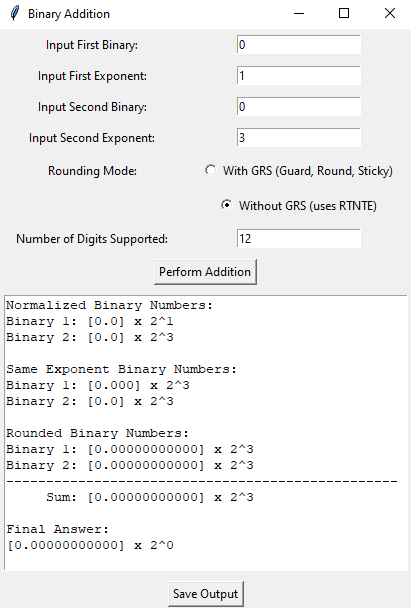 Binary Addition
Input First Binary: 0
Input First Exponent: 1
Input Second Binary: 0
Input Second Exponent: 3
Rounding Mode: With GRS (Guard, Round, Sticky)
Without GRS (uses RTNTE)
Number of Digits Supported: 12
Perform Addition
Normalized Binary Numbers:
Binary 1: [0.0] x 2^1
Binary 2: [0.0] x 2^3
Same Exponent Binary Numbers:
Binary 1: [0.000] x 2^3
Binary 2: [0.0] x 2^3
Rounded Binary Numbers:
Binary 1: [0.00000000000] x 2^3
Binary 2: [0.00000000000] x 2^3
----------------------------------------------------------
Sum: [0.00000000000] x 2^3
Final Answer:
[0.00000000000] x 2^0
Save Output